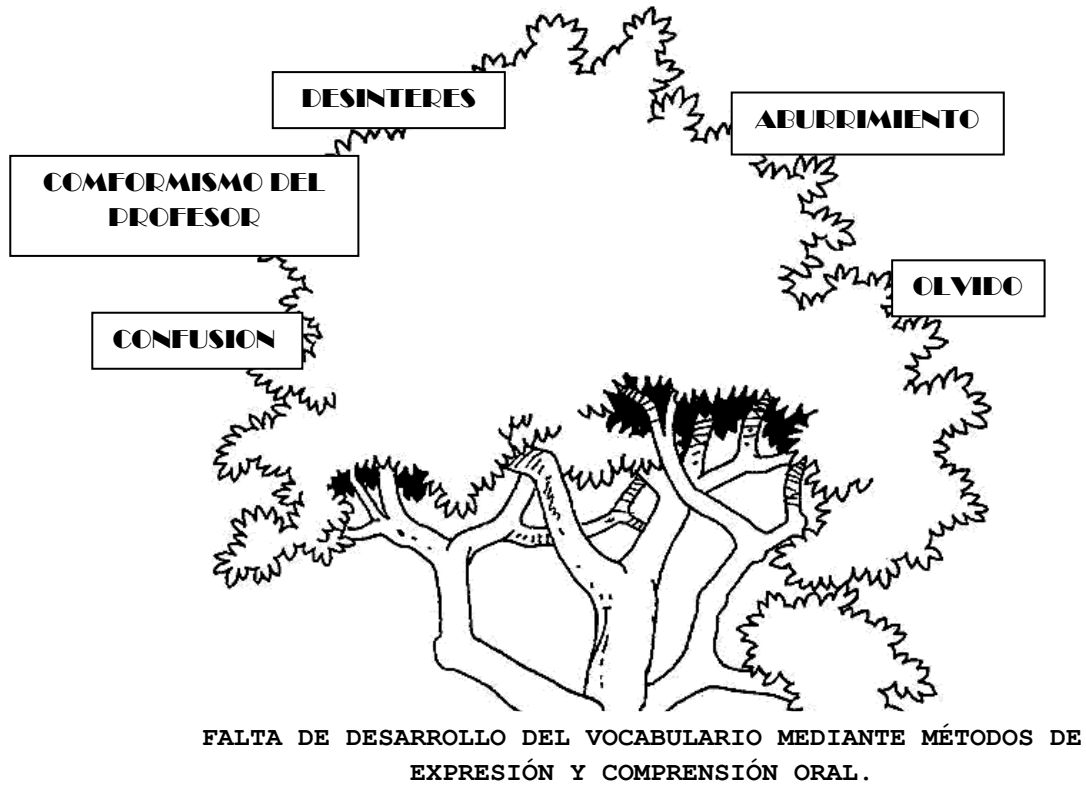 DESINTERES
ABURRIMIENTO
COMFORMISMO DEL
PROFESOR
OLVIDO
CONFUSION
FALTA DE DESARROLLO DEL VOCABULARIO MEDIANTE MÉTODOS DE
EXPRESIÓN Y COMPRENSIÓN ORAL.